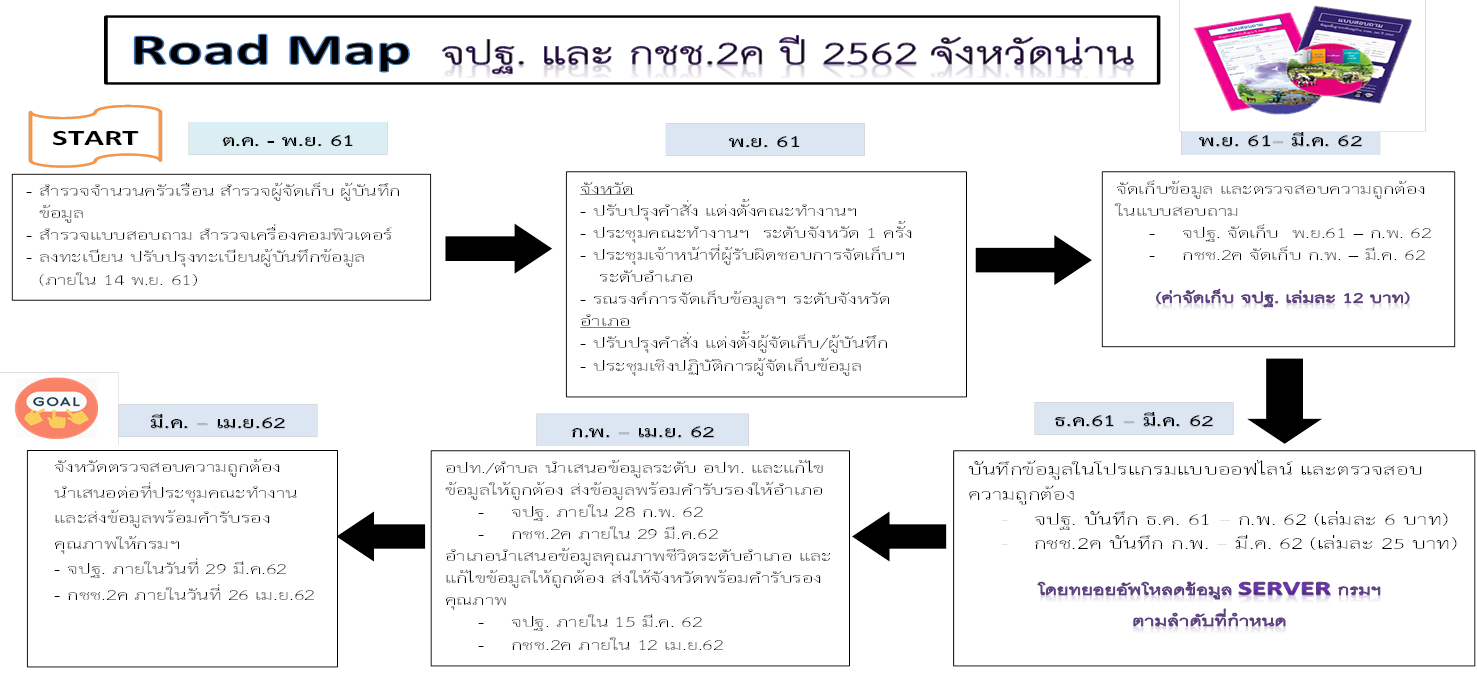 Road Map จปฐ. และ กชช.2ค ปี 2562 จังหวัดน่าน
แบบสอบถาม
แบบสอบถาม
START
ต.ค. - พ.ย. 61
- สำรวจจำนวนครัวเรือน สำรวจผู้จัดเก็บ ผู้บันทึก
ข้อมูล
- สำรวจแบบสอบถาม สำรวจเครื่องคอมพิวเตอร์
- ลงทะเบียน ปรับปรุงทะเบียนผู้บันทึกข้อมูล
(ภายใน 14 พ.ย. 61)
พ.ย. 61
จังหวัด
- ปรับปรุงคำสั่ง แต่งตั้งคณะทำงานฯ
- ประชุมคณะทำงานฯ ระดับจังหวัด 1 ครั้ง
- ประชุมเจ้าหน้าที่ผู้รับผิดชอบการจัดเก็บฯ
ระดับอำเภอ
- รณรงค์การจัดเก็บข้อมูลฯ ระดับจังหวัด
อำเภอ
- ปรับปรุงคำสั่ง แต่งตั้งผู้จัดเก็บ/ผู้บันทึก
- ประชุมเชิงปฏิบัติการผู้จัดเก็บข้อมูล
พ.ย. 61– มี.ค. 62
จัดเก็บข้อมูล และตรวจสอบความถูกต้อง
ในแบบสอบถาม
- จปฐ. จัดเก็บ พ.ย.61 – ก.พ. 62
- กชช.2ค จัดเก็บ ก.พ. – มี.ค. 62
(ค่าจัดเก็บ จปฐ. เล่มละ 12 บาท)
ธ.ค.61 – มี.ค. 62
บันทึกข้อมูลในโปรแกรมแบบออฟไลน์ และตรวจสอบ
ความถูกต้อง
- จปฐ. บันทึก ธ.ค. 61 – ก.พ. 62 (เล่มละ 6 บาท)
- กชช.2ค บันทึก ก.พ. – มี.ค. 62 (เล่มละ 25 บาท)
โดยทยอยอัพโหลดข้อมูล SERVER กรมฯ
ตามลำดับที่กำหนด
ก.พ. – เม.ย. 62
อปท./ตำบล นำเสนอข้อมูลระดับ อปท. และแก้ไข
ข้อมูลให้ถูกต้อง ส่งข้อมูลพร้อมคำรับรองให้อำเภอ
- จปฐ. ภายใน 28 ก.พ. 62
- กชช.2ค ภายใน 29 มี.ค.62
อำเภอนำเสนอข้อมูลคุณภาพชีวิตระดับอำเภอ และ
แก้ไขข้อมูลให้ถูกต้อง ส่งให้จังหวัดพร้อมคำรับรอง
คุณภาพ
- จปฐ. ภายใน 15 มี.ค. 62
- กชช.2ค ภายใน 12 เม.ย.62
GOAL
มี.ค. – เม.ย.62
จังหวัดตรวจสอบความถูกต้อง
นำเสนอต่อที่ประชุมคณะทำงาน
และส่งข้อมูลพร้อมคำรับรอง
คุณภาพให้กรมฯ
- จปฐ. ภายในวันที่ 29 มี.ค.62
- กชช.2ค ภายในวันที่ 26 เม.ย.62